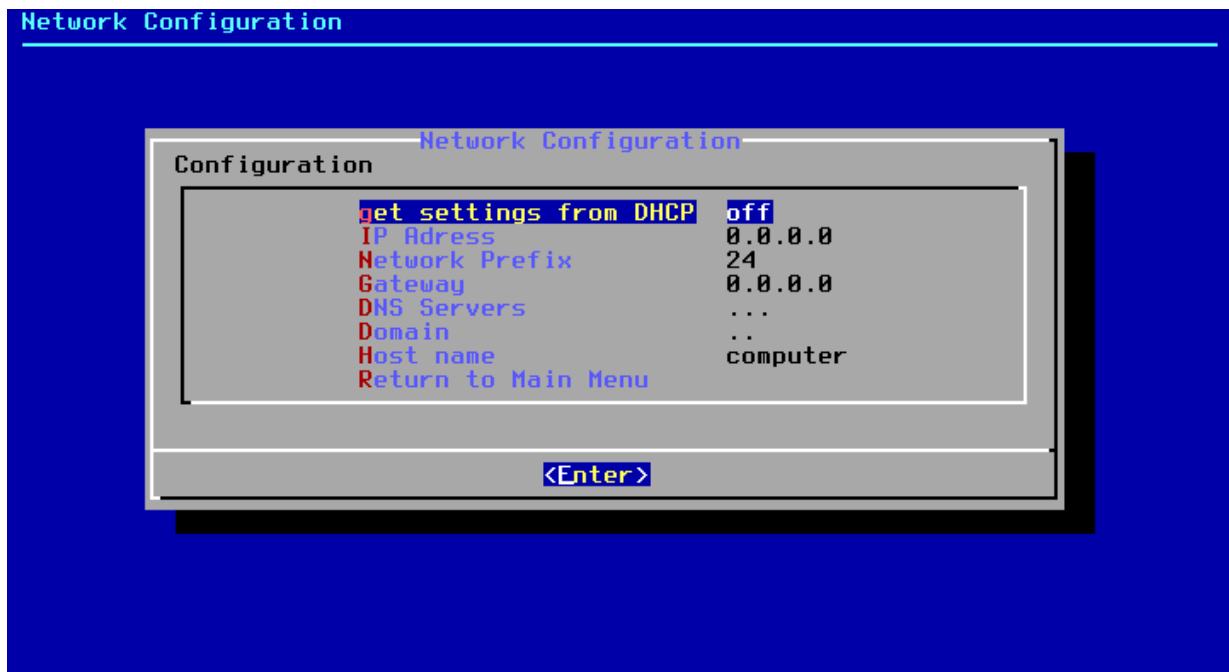 Network Configuration
Network Configuration
Configuration
get settings from DHCP off
IP Adress 0.0.0.0
Network Prefix 24
Gateway 0.0.0.0
DNS Servers ...
Domain ..
Host name computer
Return to Main Menu
<Enter>